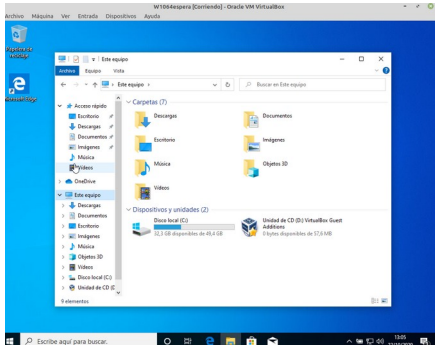 W1064espera [Corriendo] - Oracle VM VirtualBox
Archivo Máquina Ver Entrada Dispositivos Ayuda
Papelera de
reciclaje
Microsoft Edge
Este equipo
Archivo Equipo Vista
Este equipo
Buscar en Este equipo
Acceso rápido
Escritorio
Descargas
Documentos
Imágenes
Música
Vídeos
OneDrive
Este equipo
Descargas
Documentos
Escritorio
Imágenes
Música
Objetos 3D
Vídeos
Disco local (C:)
Unidad de CD (D
9 elementos
Carpetas (7)
Descargas
Documentos
Escritorio
Imágenes
Música
Objetos 3D
Vídeos
Dispositivos y unidades (2)
Disco local (C:)
32,3 GB disponibles de 49,4 GB
Unidad de CD (D:) VirtualBox Guest
Additions
0 bytes disponibles de 57,6 MB
Escribe aquí para buscar.
13:05